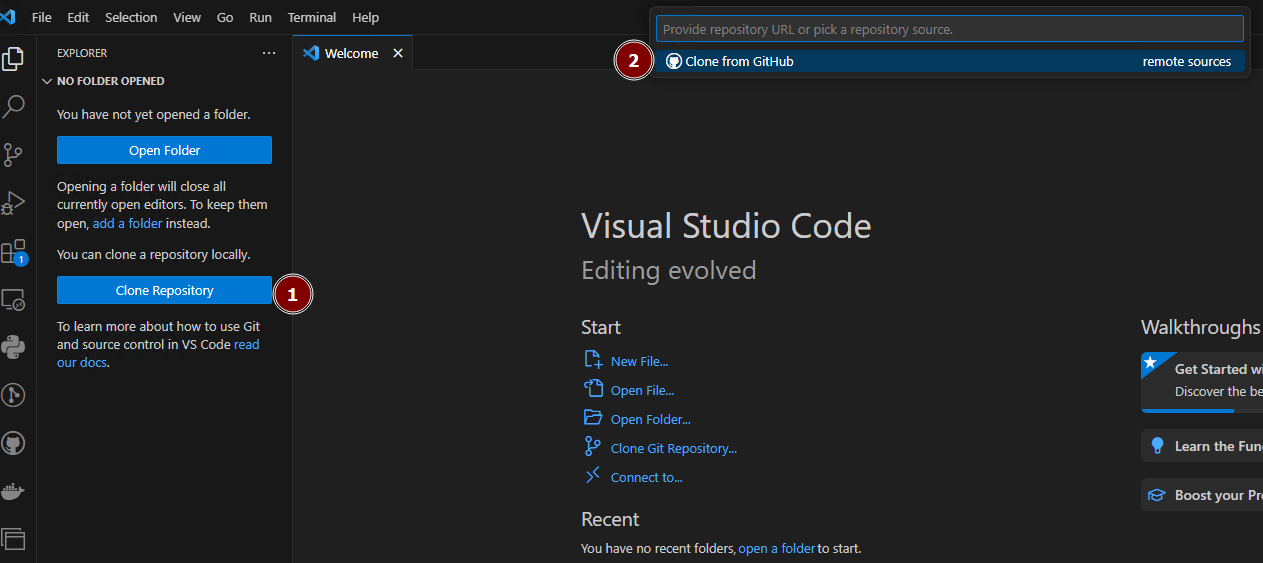 File Edit Selection View Go Run Terminal Help
Provide repository URL or pick a repository source.
2 Clone from GitHub remote sources
EXPLORER ...
Welcome
NO FOLDER OPENED
You have not yet opened a folder.
Open Folder
Opening a folder will close all
currently open editors. To keep them
open, add a folder instead.
You can clone a repository locally.
Clone Repository
1
To learn more about how to use Git
and source control in VS Code read
our docs.
1
Visual Studio Code
Editing evolved
Start
New File...
Open File...
Open Folder...
Clone Git Repository...
Connect to...
Recent
You have no recent folders, open a folder to start.
Walkthroughs
Get Started wi
Discover the be
Learn the Fun
Boost your Pr